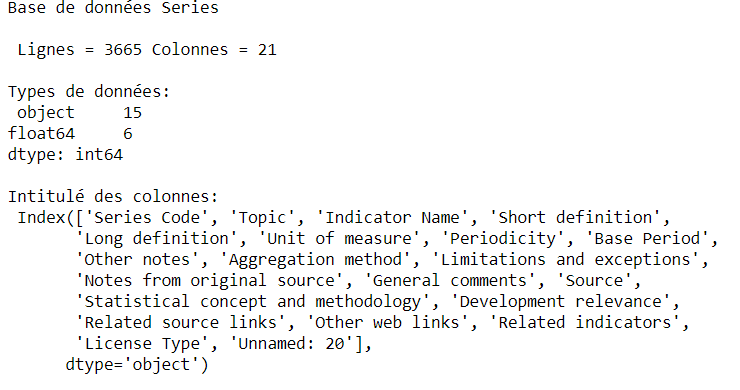 Base de données Series
Lignes = 3665 Colonnes = 21
Types de données:
object     15
float64     6
dtype: int64
Intitulé des colonnes:
Index(['Series Code', 'Topic', 'Indicator Name', 'Short definition',
'Long definition', 'Unit of measure', 'Periodicity', 'Base Period',
'Other notes', 'Aggregation method', 'Limitations and exceptions',
'Notes from original source', 'General comments', 'Source',
'Statistical concept and methodology', 'Development relevance',
'Related source links', 'Other web links', 'Related indicators',
'License Type', 'Unnamed: 20'],
dtype='object')